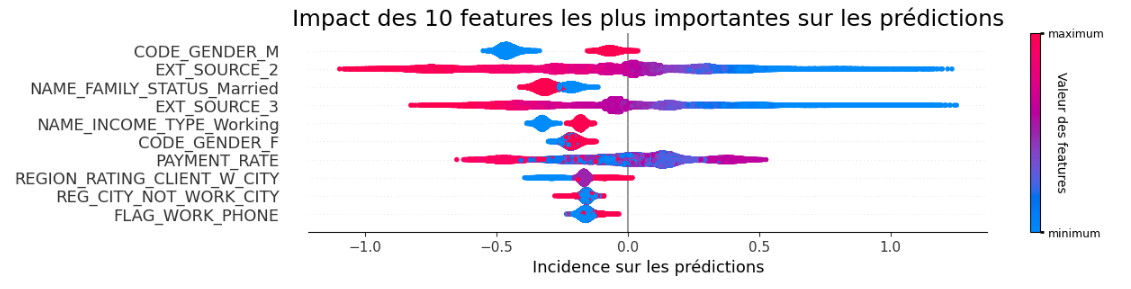 Impact des 10 features les plus importantes sur les prédictions
CODE_GENDER_M
EXT_SOURCE_2
NAME_FAMILY_STATUS_Married
EXT_SOURCE_3
NAME_INCOME_TYPE_Working
CODE_GENDER_F
PAYMENT_RATE
REGION_RATING_CLIENT_W_CITY
REG_CITY_NOT_WORK_CITY
FLAG_WORK_PHONE
−1.0 −0.5 0.0 0.5 1.0
Incidence sur les prédictions
maximum
Valeur des features
minimum